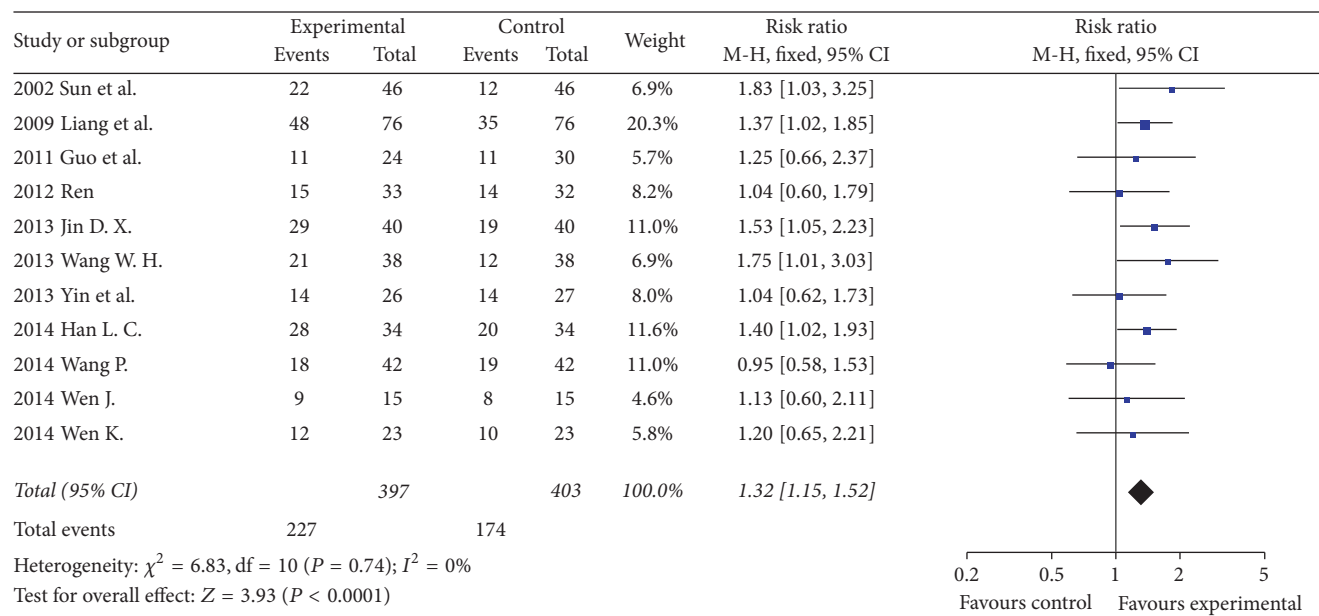 Study or subgroup Experimental Control Weight Risk ratio Risk ratio
Events Total Events Total M-H, fixed, 95% CI M-H, fixed, 95% CI
2002 Sun et al. 22 46 12 46 6.9% 1.83 [1.03, 3.25]
2009 Liang et al. 48 76 35 76 20.3% 1.37 [1.02, 1.85]
2011 Guo et al. 11 24 11 30 5.7% 1.25 [0.66, 2.37]
2012 Ren 15 33 14 32 8.2% 1.04 [0.60, 1.79]
2013 Jin D. X. 29 40 19 40 11.0% 1.53 [1.05, 2.23]
2013 Wang W. H. 21 38 12 38 6.9% 1.75 [1.01, 3.03]
2013 Yin et al. 14 26 14 27 8.0% 1.04 [0.62, 1.73]
2014 Han L. C. 28 34 20 34 11.6% 1.40 [1.02, 1.93]
2014 Wang P. 18 42 19 42 11.0% 0.95 [0.58, 1.53]
2014 Wen J. 9 15 8 15 4.6% 1.13 [0.60, 2.11]
2014 Wen K. 12 23 10 23 5.8% 1.20 [0.65, 2.21]
Total (95% CI) 397 403 100.0% 1.32 [1.15, 1.52]
Total events 227 174
Heterogeneity: χ² = 6.83, df = 10 (P = 0.74); I² = 0%
Test for overall effect: Z = 3.93 (P < 0.0001)
0.2 0.5 1 2 5
Favours control Favours experimental